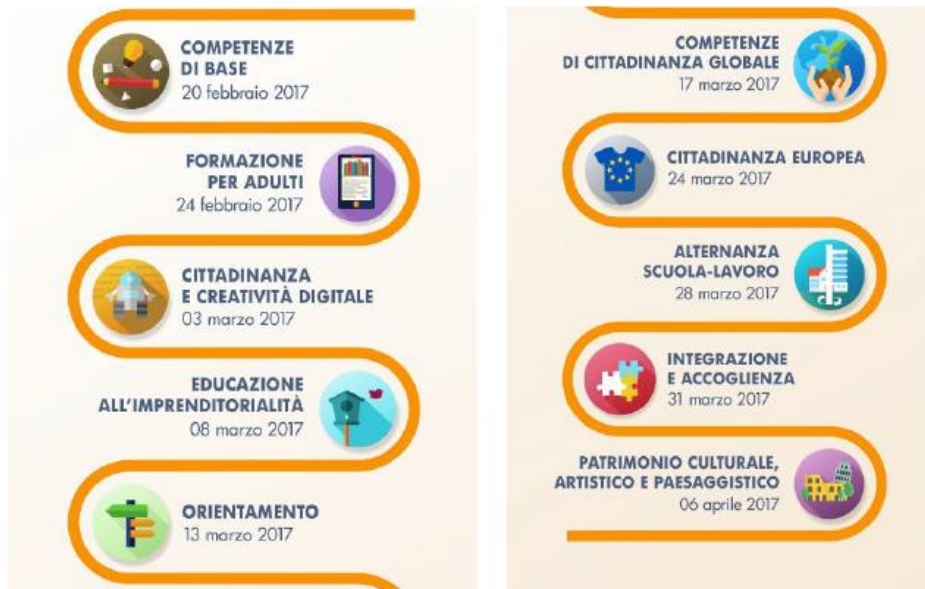 COMPETENZE
DI BASE
20 febbraio 2017
FORMAZIONE
PER ADULTI
24 febbraio 2017
CITTADINANZA
E CREATIVITÀ DIGITALE
03 marzo 2017
EDUCAZIONE
ALL'IMPRENDITORIALITÀ
08 marzo 2017
ORIENTAMENTO
13 marzo 2017
COMPETENZE
DI CITTADINANZA GLOBALE
17 marzo 2017
CITTADINANZA EUROPEA
24 marzo 2017
ALTERNANZA
SCUOLA-LAVORO
28 marzo 2017
INTEGRAZIONE
E ACCOGLIENZA
31 marzo 2017
PATRIMONIO CULTURALE,
ARTISTICO E PAESAGGISTICO
06 aprile 2017